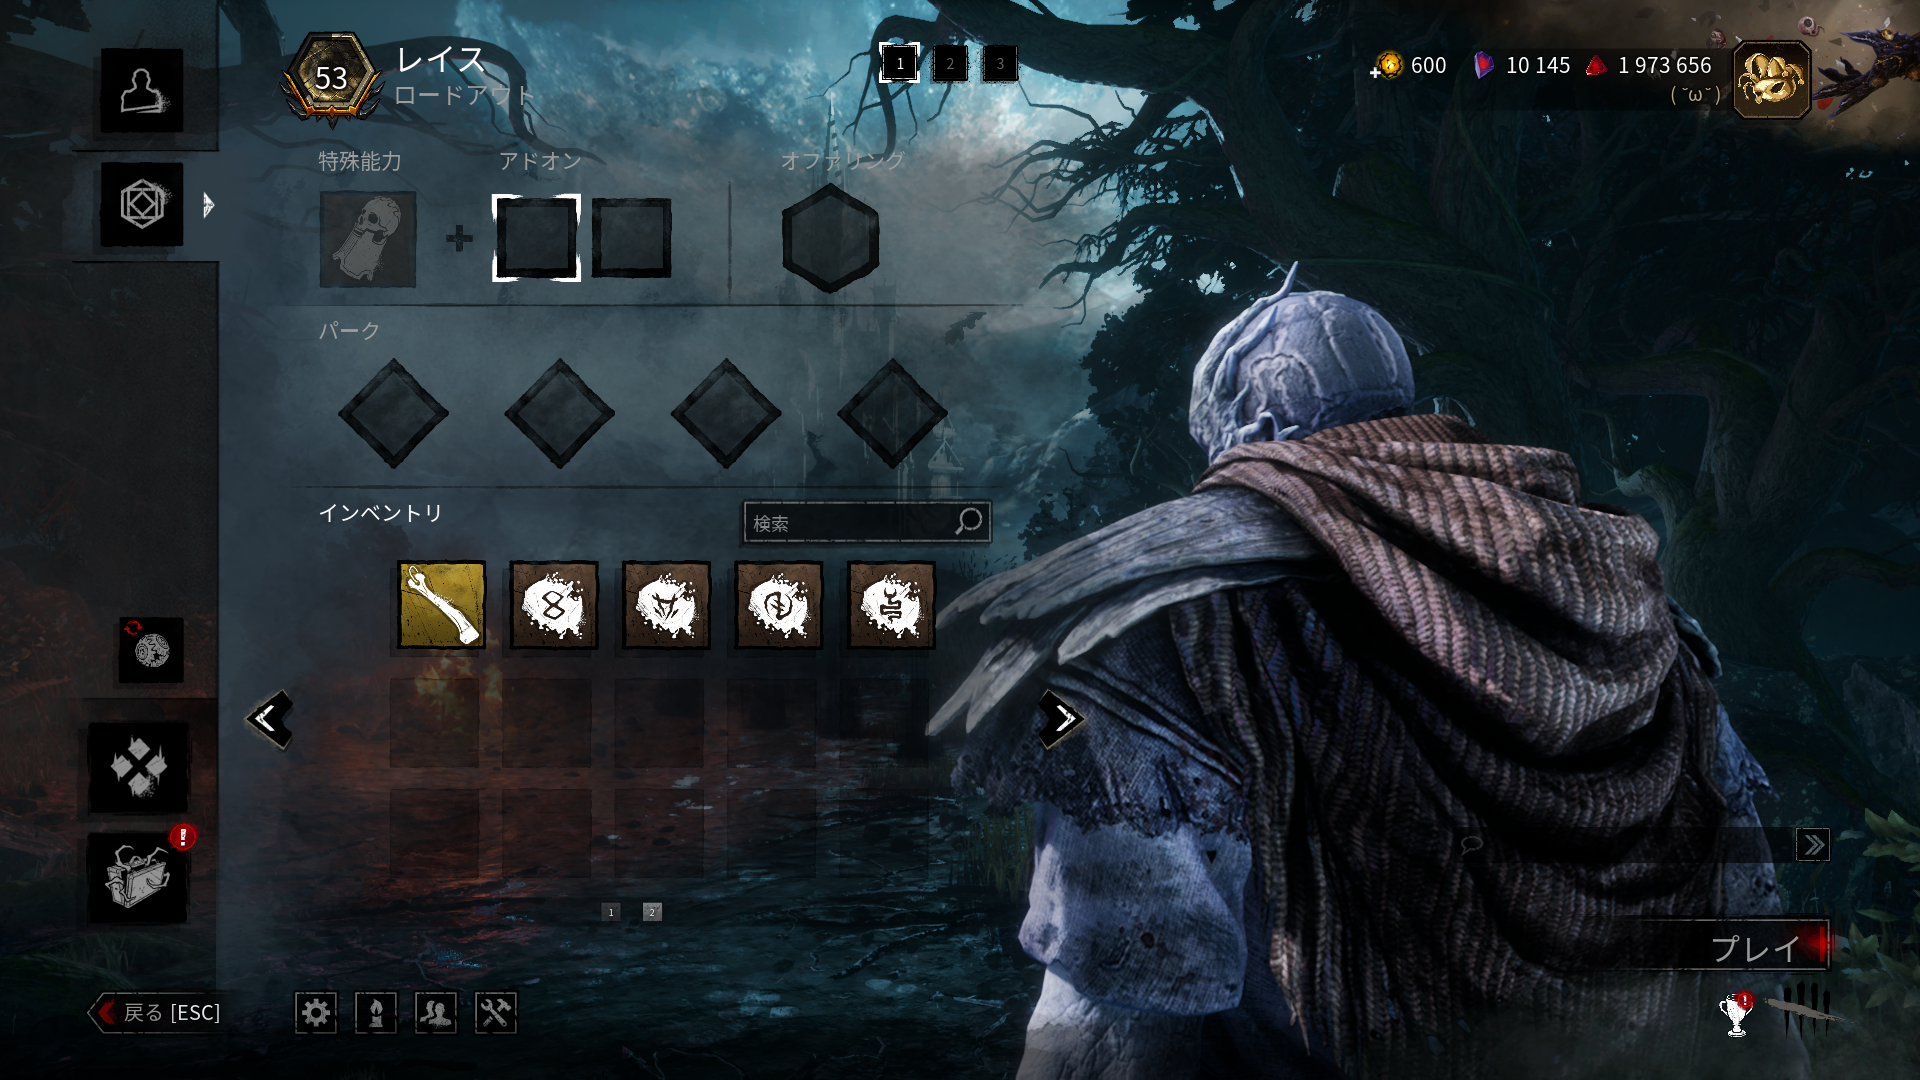 53
レイス
ロードアウト
1 2 3
600 10 145 1 973 656
( ˘ω˘ )
特殊能力 アドオン オファリング
パーク
インベントリ
検索
1 2
プレイ
戻る [ESC]